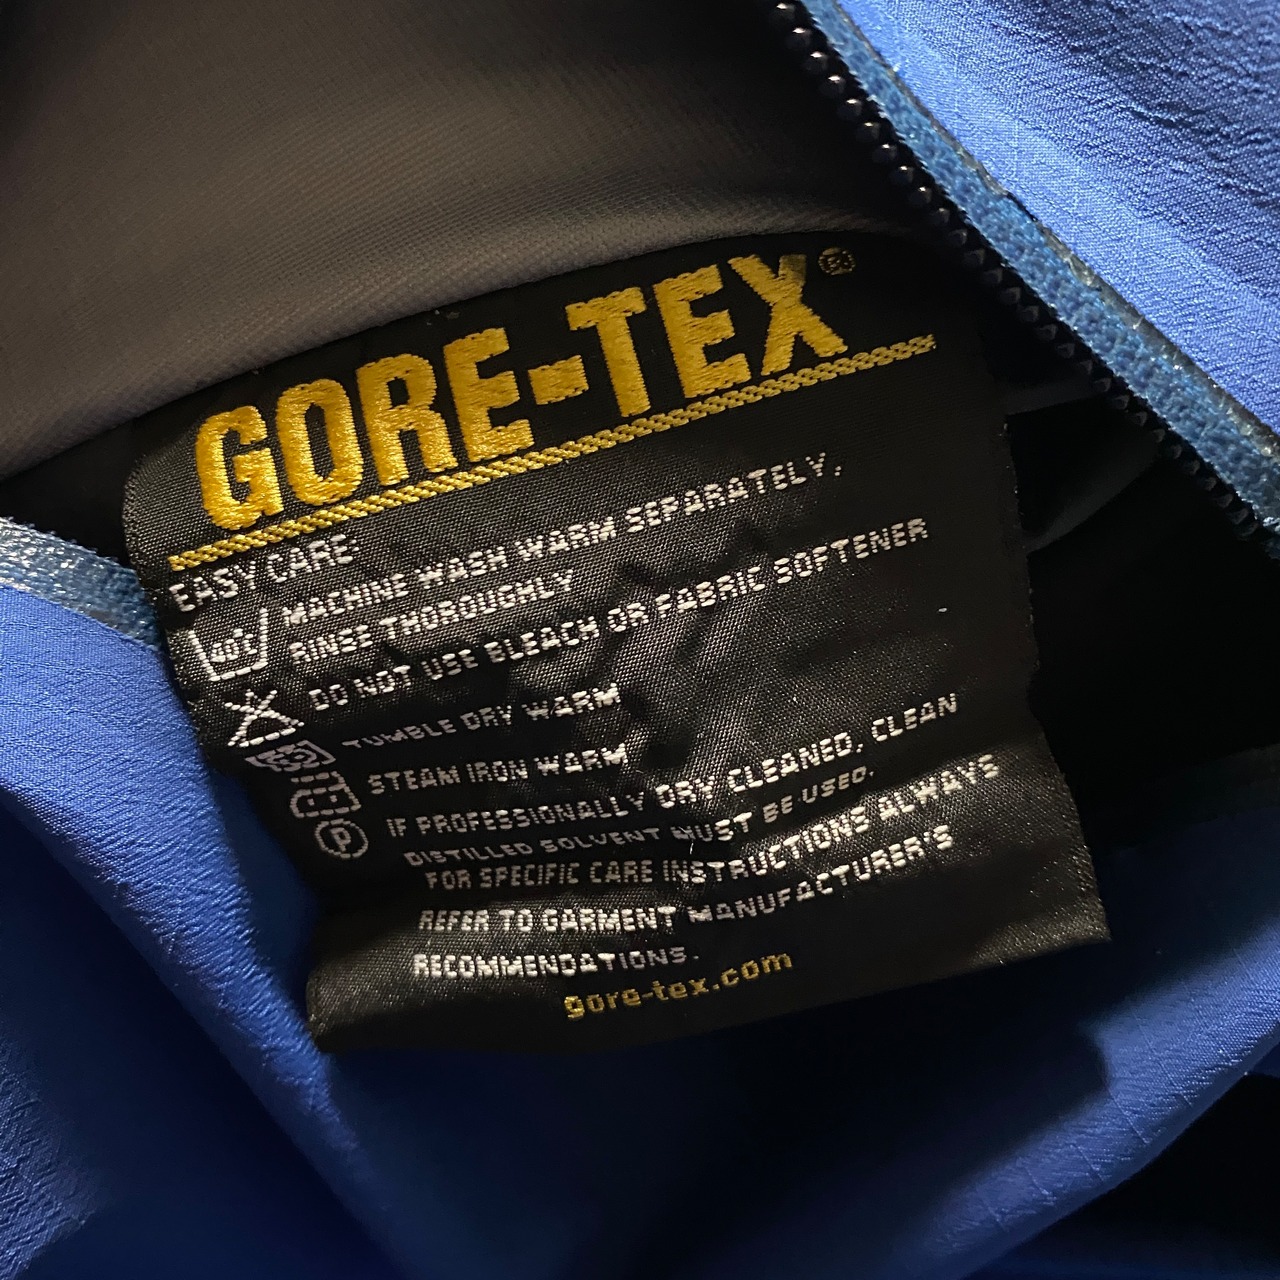 GORE-TEX®
EASY CARE
40° MACHINE WASH WARM SEPARATELY.
RINSE THOROUGHLY
DO NOT USE BLEACH OR FABRIC SOFTENER
TUMBLE DRY WARM
STEAM IRON WARM
P IF PROFESSIONALLY DRY CLEANED, CLEAN
DISTILLED SOLVENT MUST BE USED.
FOR SPECIFIC CARE INSTRUCTIONS ALWAYS
REFER TO GARMENT MANUFACTURER'S
RECOMMENDATIONS.
gore-tex.com